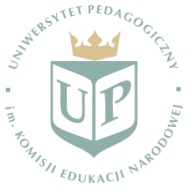 UNIWERSYTET PEDAGOGICZNY
UP
im. KOMISJI EDUKACJI NARODOWEJ